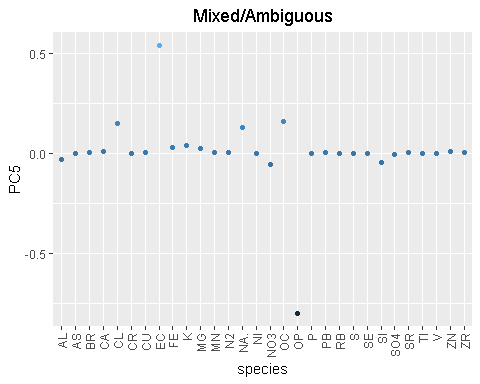 Mixed/Ambiguous
0.5
0.0
-0.5
PC5
AL AS BR CA CL CR CU EC FE K MG MN N2 NA. NI NO3 OC OP P PB RB S SE SI SO4 SR TI V ZN ZR
species